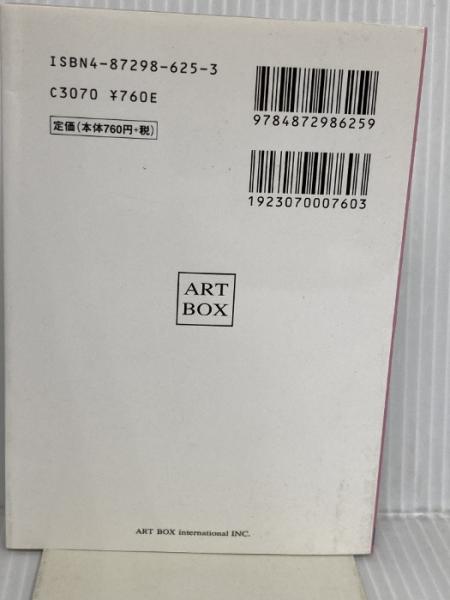 ISBN4-87298-625-3
C3070 ¥760E
定価(本体760円+税)
9784872986259
1923070007603
ART
BOX
ART BOX international INC.